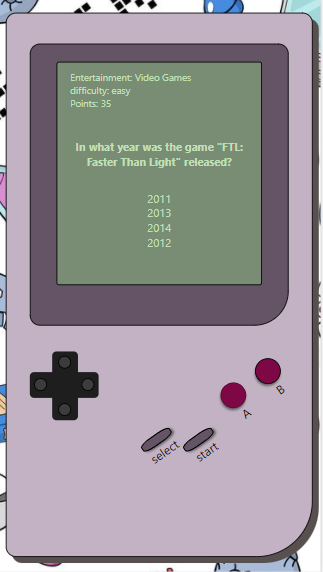 Entertainment: Video Games
difficulty: easy
Points: 35
In what year was the game "FTL:
Faster Than Light" released?
2011
2013
2014
2012
B
A
select
start